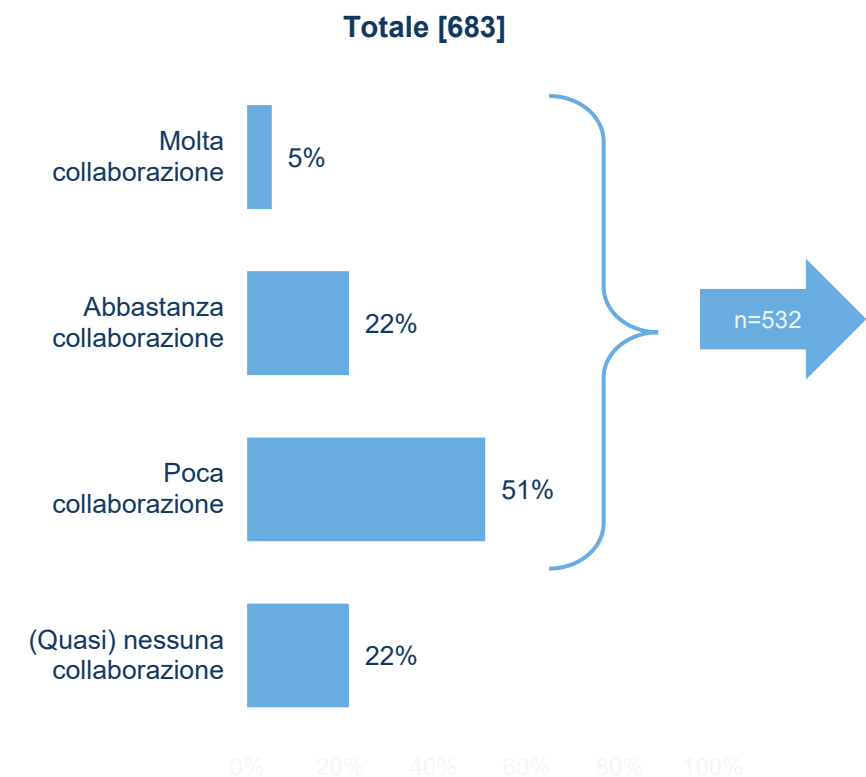 Totale [683]
Molta
collaborazione
5%
Abbastanza
collaborazione
22%
n=532
Poca
collaborazione
51%
(Quasi) nessuna
collaborazione
22%
0% 20% 40% 60% 80% 100%